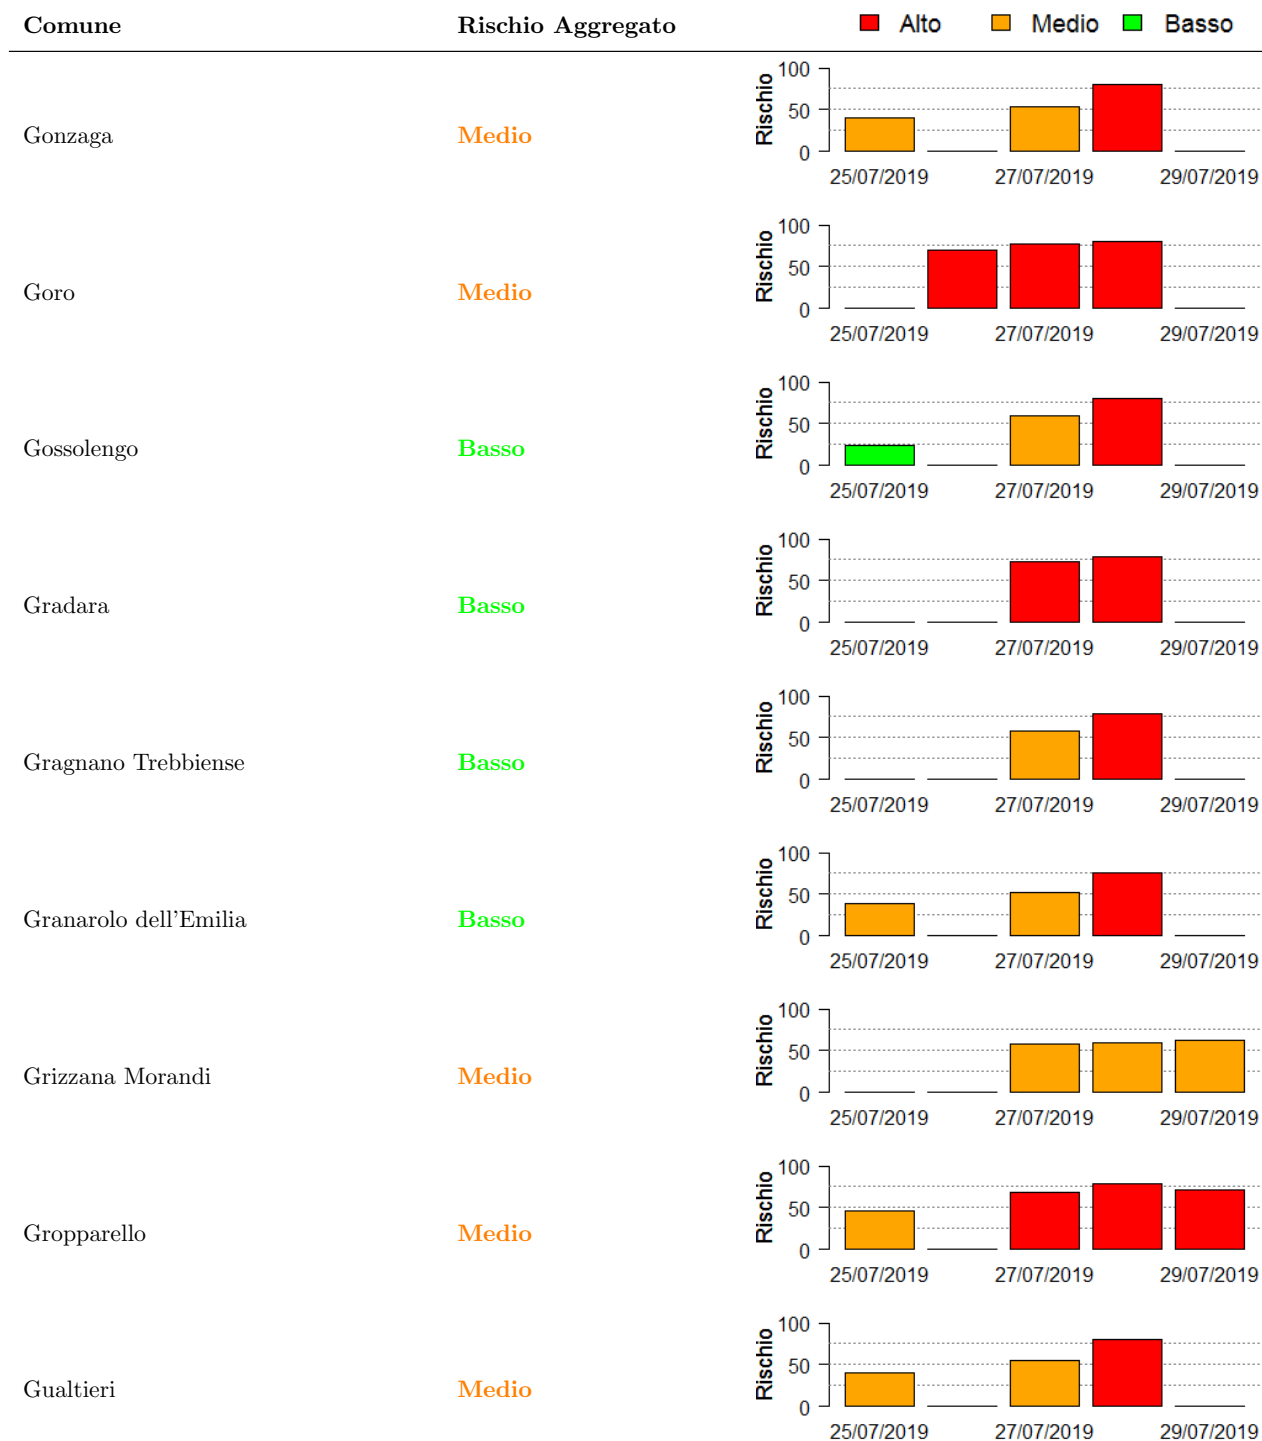 Comune Rischio Aggregato Alto Medio Basso
Gonzaga Medio
Rischio
100
50
0
25/07/2019 27/07/2019 29/07/2019
Goro Medio
Rischio
100
50
0
25/07/2019 27/07/2019 29/07/2019
Gossolengo Basso
Rischio
100
50
0
25/07/2019 27/07/2019 29/07/2019
Gradara Basso
Rischio
100
50
0
25/07/2019 27/07/2019 29/07/2019
Gragnano Trebbiense Basso
Rischio
100
50
0
25/07/2019 27/07/2019 29/07/2019
Granarolo dell'Emilia Basso
Rischio
100
50
0
25/07/2019 27/07/2019 29/07/2019
Grizzana Morandi Medio
Rischio
100
50
0
25/07/2019 27/07/2019 29/07/2019
Gropparello Medio
Rischio
100
50
0
25/07/2019 27/07/2019 29/07/2019
Gualtieri Medio
Rischio
100
50
0
25/07/2019 27/07/2019 29/07/2019